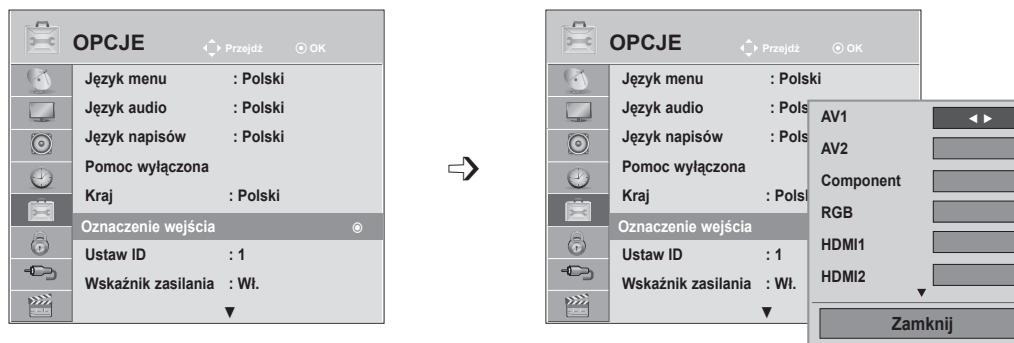 OPCJE Przejdź OK
Język menu : Polski
Język audio : Polski
Język napisów : Polski
Pomoc wyłączona
Kraj : Polski
Oznaczenie wejścia
Ustaw ID : 1
Wskaźnik zasilania : Wł.
OPCJE Przejdź OK
Język menu : Polski
Język audio : Pols
Język napisów : Pols
Pomoc wyłączona
Kraj : Polsl
Oznaczenie wejścia
Ustaw ID : 1
Wskaźnik zasilania : Wł.
AV1
AV2
Component
RGB
HDMI1
HDMI2
Zamknij